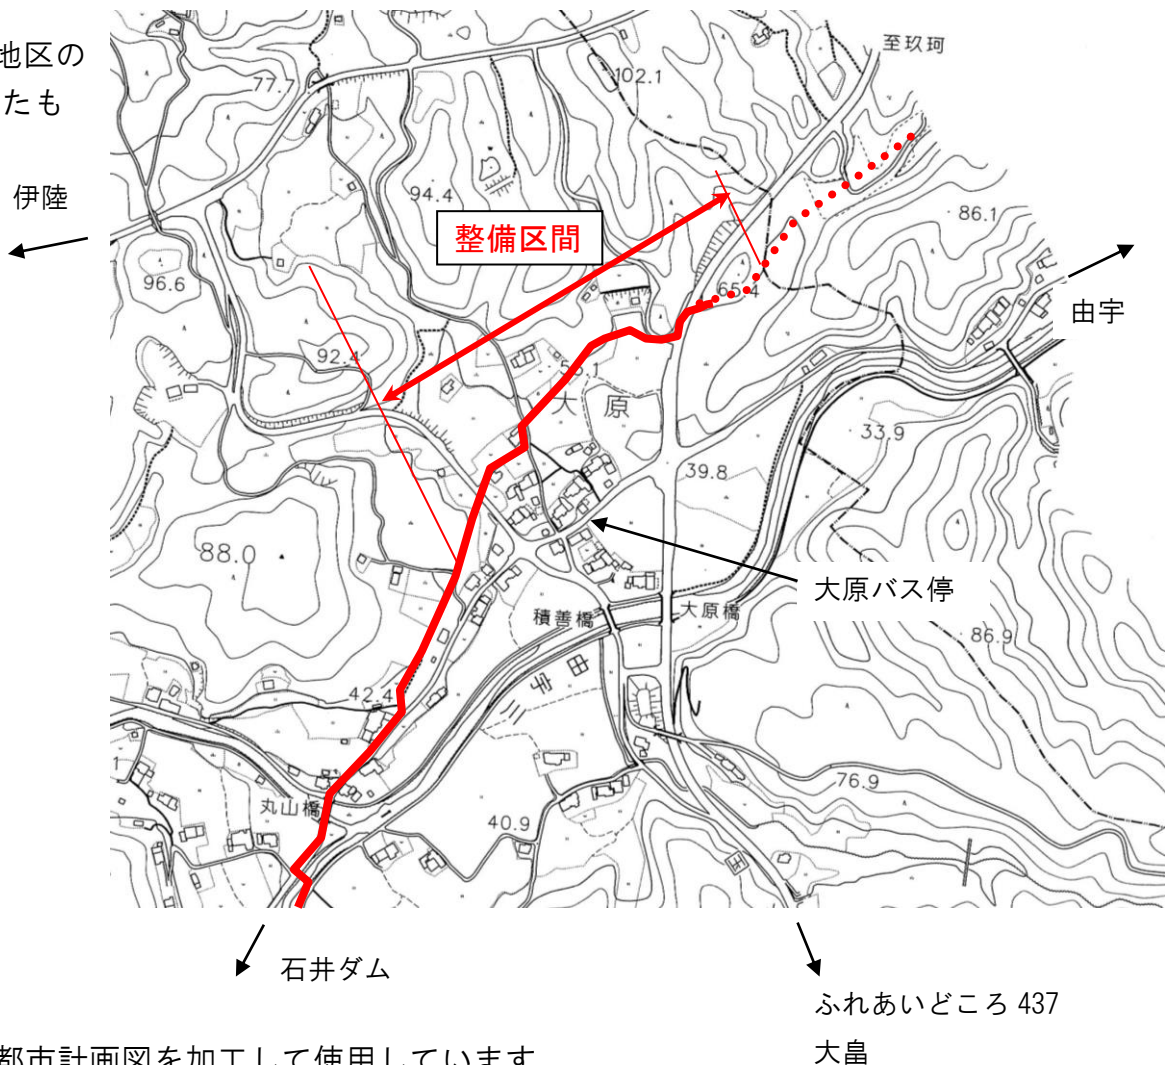 地区の
たも
至玖珂
102.1
77.7
伊陸
94.4
86.1
整備区間
96.6
65.4
由宇
92.4
55.1
大原
33.9
39.8
88.0
大原バス停
積善橋
大原橋
86.9
42.4
76.9
丸山橋
40.9
石井ダム
ふれあいどころ 437
大畠
都市計画図を加工して使用しています